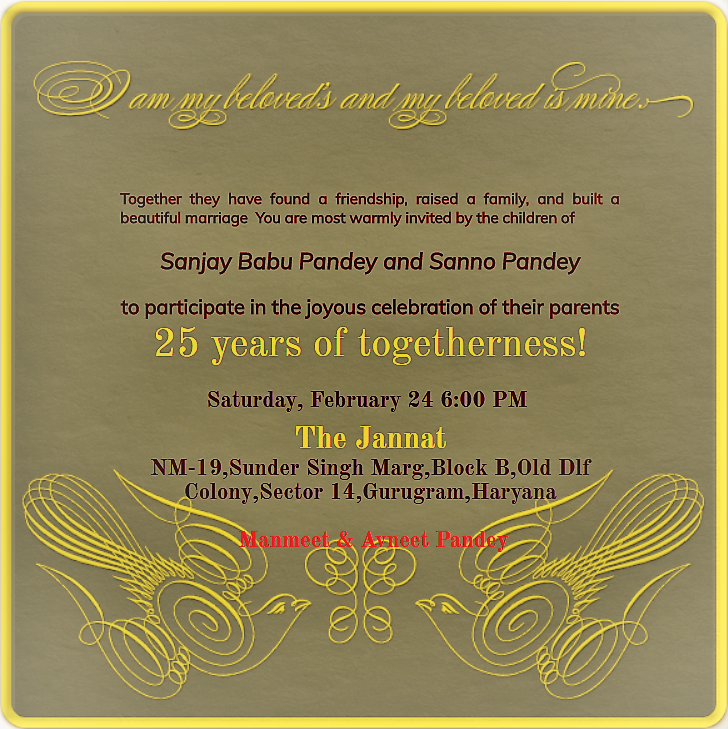 I am my beloved's and my beloved is mine.
Together they have found a friendship, raised a family, and built a
beautiful marriage You are most warmly invited by the children of
Sanjay Babu Pandey and Sanno Pandey
to participate in the joyous celebration of their parents
25 years of togetherness!
Saturday, February 24 6:00 PM
The Jannat
NM-19,Sunder Singh Marg,Block B,Old Dlf
Colony,Sector 14,Gurugram,Haryana
Manmeet & Avneet Pandey